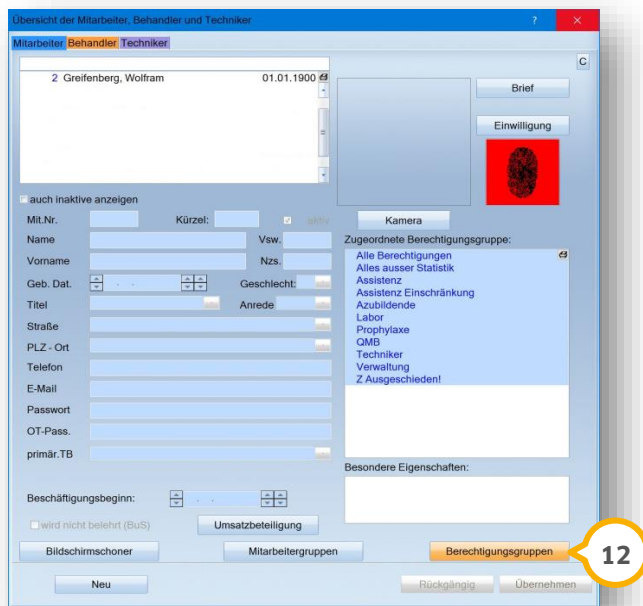 Übersicht der Mitarbeiter, Behandler und Techniker ?
Mitarbeiter Behandler Techniker
C
2 Greifenberg, Wolfram 01.01.1900
Brief
Einwilligung
auch inaktive anzeigen
Mit.Nr. Kürzel: aktiv Kamera
Name Vsw. Zugeordnete Berechtigungsgruppe:
Vorname Nzs.
Alle Berechtigungen
Alles ausser Statistik
Geb. Dat. . . Geschlecht:
Assistenz
Assistenz Einschränkung
Titel Anrede
Azubildende
Straße
Labor
Prophylaxe
PLZ - Ort
QMB
Techniker
Telefon
Verwaltung
Z Ausgeschieden!
E-Mail
Passwort
OT-Pass.
primär.TB
Besondere Eigenschaften:
Beschäftigungsbeginn: . .
wird nicht belehrt (BuS) Umsatzbeteiligung
Bildschirmschoner Mitarbeitergruppen Berechtigungsgruppen 12
Neu Rückgängig Übernehmen